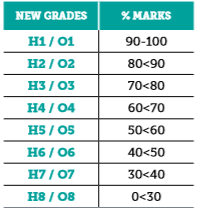 NEW GRADES % MARKS
H1 / O1 90-100
H2 / O2 80<90
H3 / O3 70<80
H4 / O4 60<70
H5 / O5 50<60
H6 / O6 40<50
H7 / O7 30<40
H8 / O8 0<30